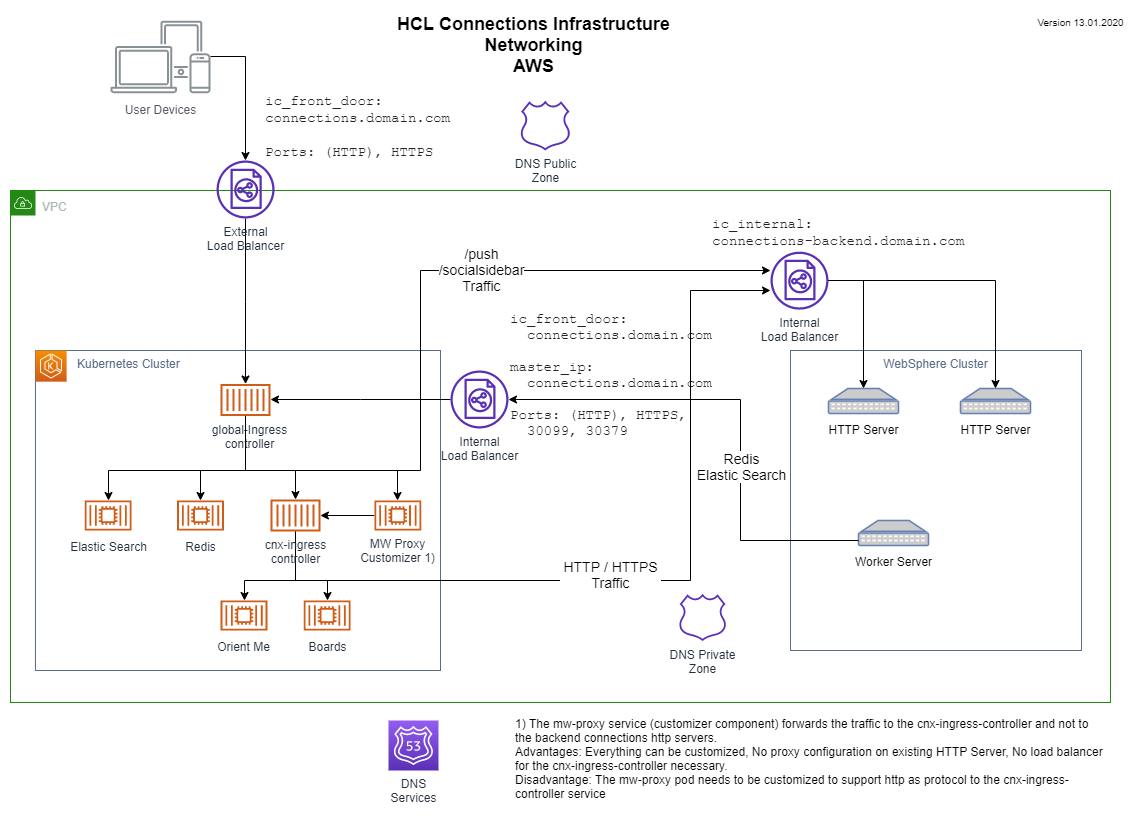 HCL Connections Infrastructure
Networking
AWS
Version 13.01.2020
User Devices
ic_front_door:
connections.domain.com
Ports: (HTTP), HTTPS
DNS Public
Zone
VPC
External
Load Balancer
ic_internal:
connections-backend.domain.com
/push
/socialsidebar
Traffic
Internal
Load Balancer
ic_front_door:
connections.domain.com
master_ip:
connections.domain.com
Ports: (HTTP), HTTPS,
30099, 30379
Kubernetes Cluster
WebSphere Cluster
global-Ingress
controller
Internal
Load Balancer
HTTP Server
HTTP Server
Redis
Elastic Search
Elastic Search
Redis
cnx-ingress
controller
MW Proxy
Customizer 1)
Worker Server
HTTP / HTTPS
Traffic
Orient Me
Boards
DNS Private
Zone
53
DNS
Services
1) The mw-proxy service (customizer component) forwards the traffic to the cnx-ingress-controller and not to
the backend connections http servers.
Advantages: Everything can be customized, No proxy configuration on existing HTTP Server, No load balancer
for the cnx-ingress-controller necessary.
Disadvantage: The mw-proxy pod needs to be customized to support http as protocol to the cnx-ingress-
controller service